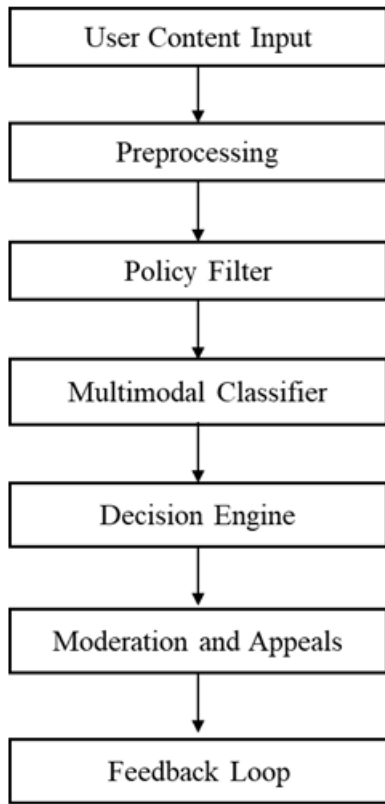 User Content Input
Preprocessing
Policy Filter
Multimodal Classifier
Decision Engine
Moderation and Appeals
Feedback Loop